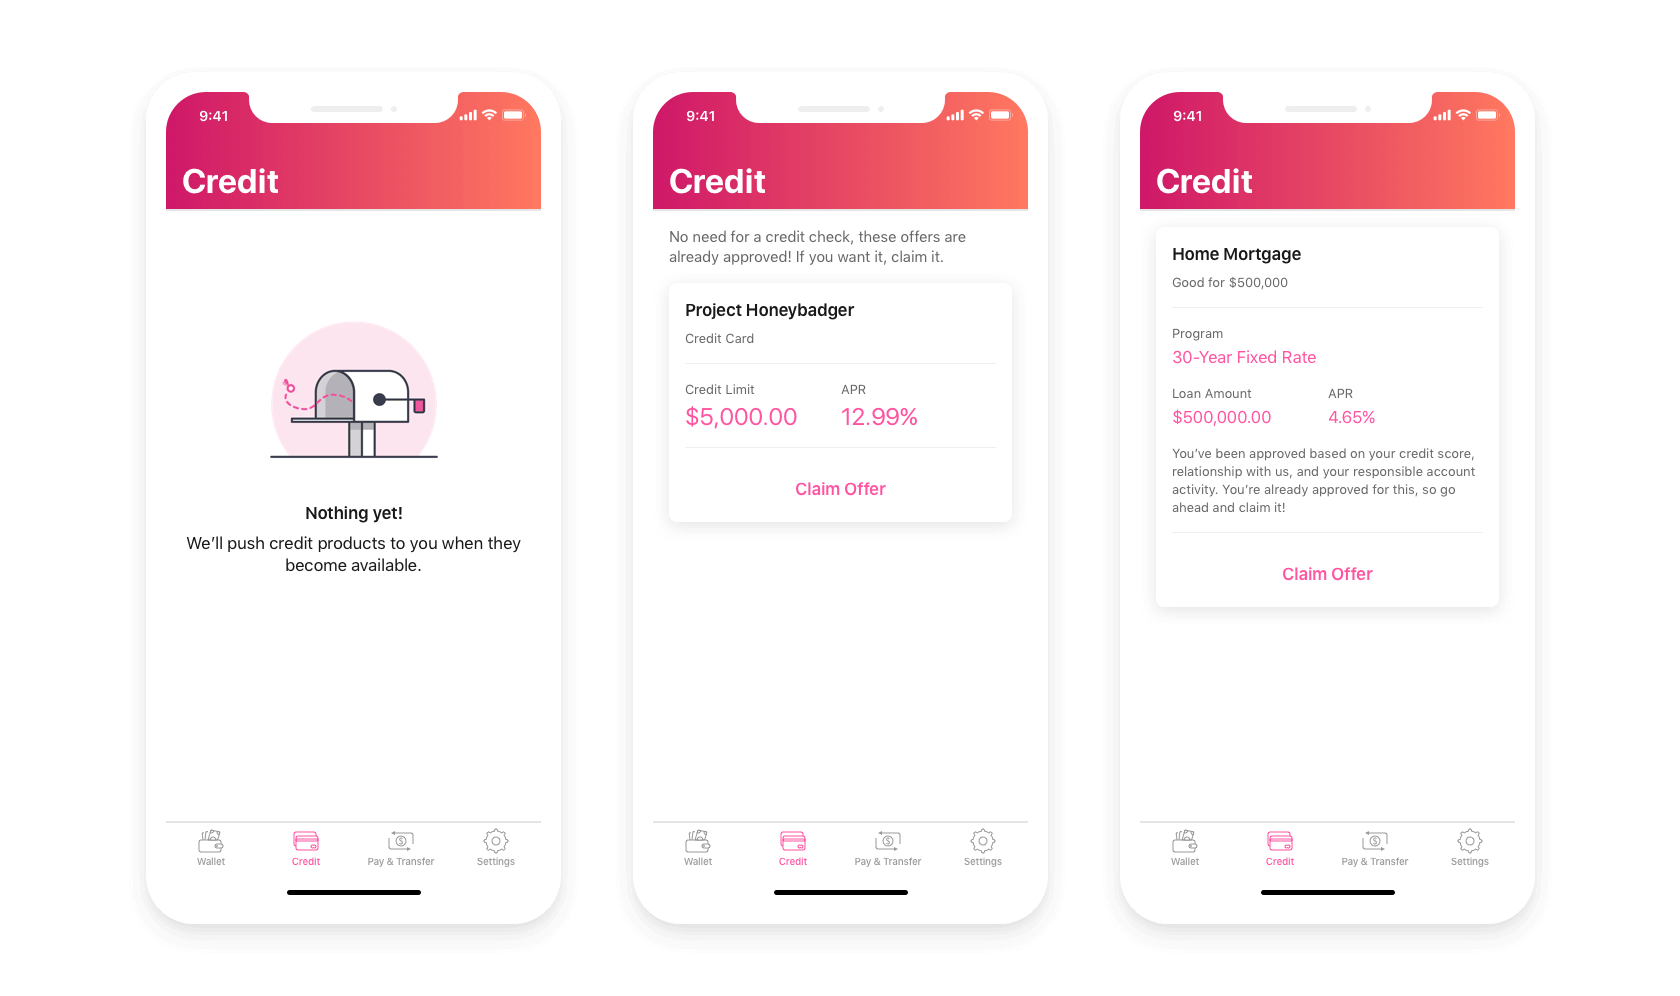 9:41
Credit
Nothing yet!
We'll push credit products to you when they
become available.
Wallet
Credit
Pay & Transfer
Settings
9:41
Credit
No need for a credit check, these offers are
already approved! If you want it, claim it.
Project Honeybadger
Credit Card
Credit Limit
APR
$5,000.00
12.99%
Claim Offer
Wallet
Credit
Pay & Transfer
Settings
9:41
Credit
Home Mortgage
Good for $500,000
Program
30-Year Fixed Rate
Loan Amount
APR
$500,000.00
4.65%
You've been approved based on your credit score,
relationship with us, and your responsible account
activity. You're already approved for this, so go
ahead and claim it!
Claim Offer
Wallet
Credit
Pay & Transfer
Settings